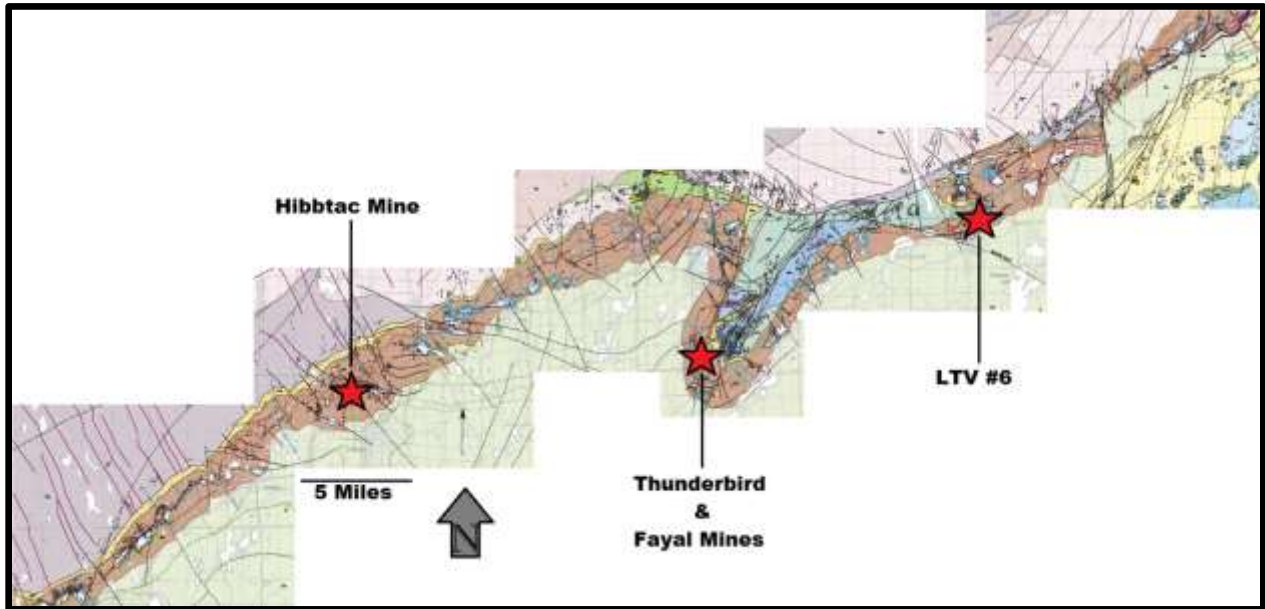 Hibbtac Mine
LTV #6
Thunderbird
&
Fayal Mines
5 Miles
N